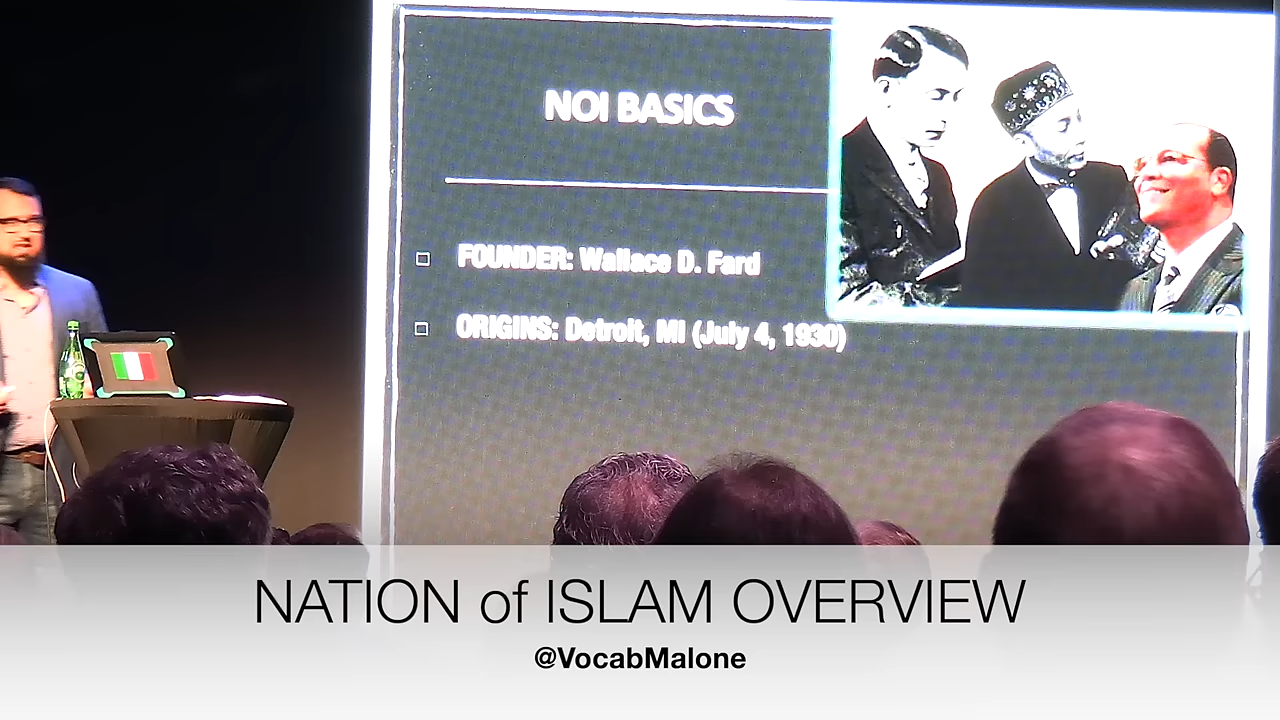 NOI BASICS
FOUNDER: Wallace D. Fard
ORIGINS: Detroit, MI (July 4, 1930)
NATION of ISLAM OVERVIEW
@VocabMalone